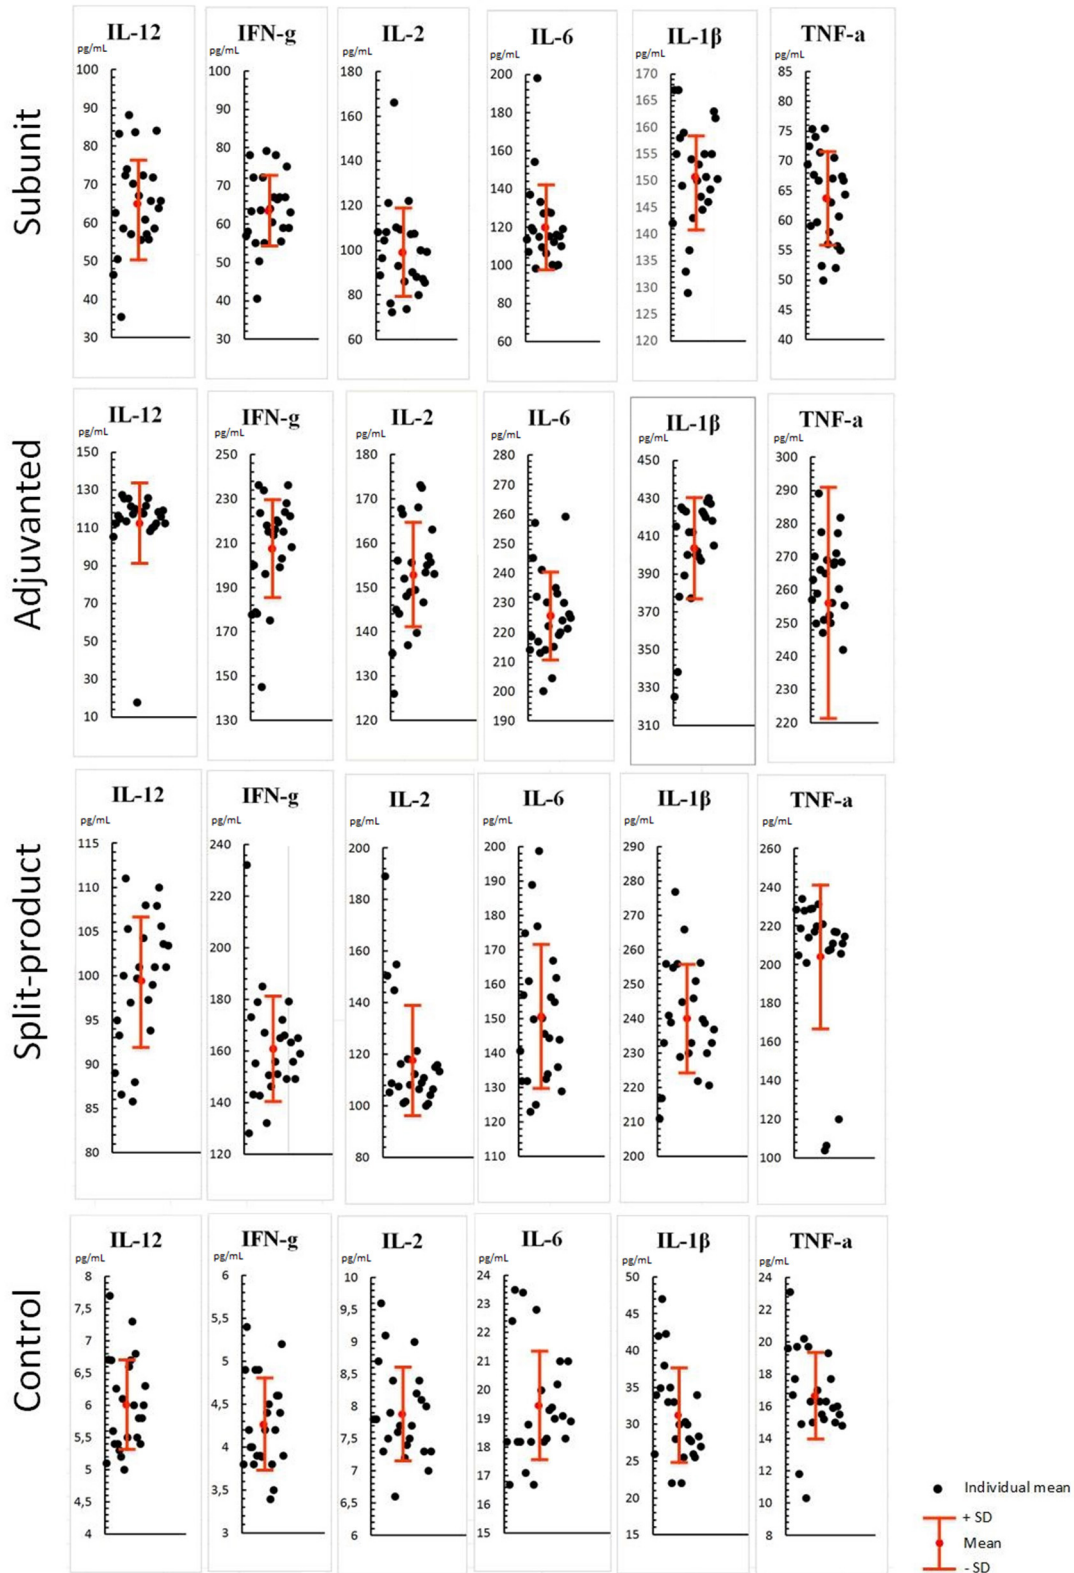 Subunit
IL-12 IFN-g IL-2 IL-6 IL-1β TNF-a
pg/mL pg/mL pg/mL pg/mL pg/mL pg/mL
100 100 180 200 170 85
90 90 160 180 165 80
80 80 140 160 160 75
70 70 120 140 155 70
60 60 100 120 150 65
50 50 80 100 145 60
40 40 60 80 140 55
30 30 60 135 50
130 45
125 40
120
Adjuvanted
IL-12 IFN-g IL-2 IL-6 IL-1β TNF-a
pg/mL pg/mL pg/mL pg/mL pg/mL pg/mL
150 250 180 280 450 300
130 230 170 270 430 290
110 210 160 260 410 280
90 190 150 250 390 270
70 170 140 240 370 260
50 150 130 230 350 250
30 130 120 220 330 240
10 210 310 230
200 220
190
Split-product
IL-12 IFN-g IL-2 IL-6 IL-1β TNF-a
pg/mL pg/mL pg/mL pg/mL pg/mL pg/mL
115 240 200 200 290 260
110 220 180 190 280 240
105 200 160 180 270 220
100 180 140 170 260 200
95 160 120 160 250 180
90 140 100 150 240 160
85 120 80 140 230 140
80 130 220 120
120 210 100
110 200
Control
IL-12 IFN-g IL-2 IL-6 IL-1β TNF-a
pg/mL pg/mL pg/mL pg/mL pg/mL pg/mL
8 6 10 24 50 24
7,5 5,5 9,5 23 45 22
7 5 9 22 40 20
6,5 4,5 8,5 21 35 18
6 4 8 20 30 16
5,5 3,5 7,5 19 25 14
5 3 7 18 20 12
4,5 6,5 17 15 10
4 6 16 8
15
Individual mean
+ SD
Mean
- SD